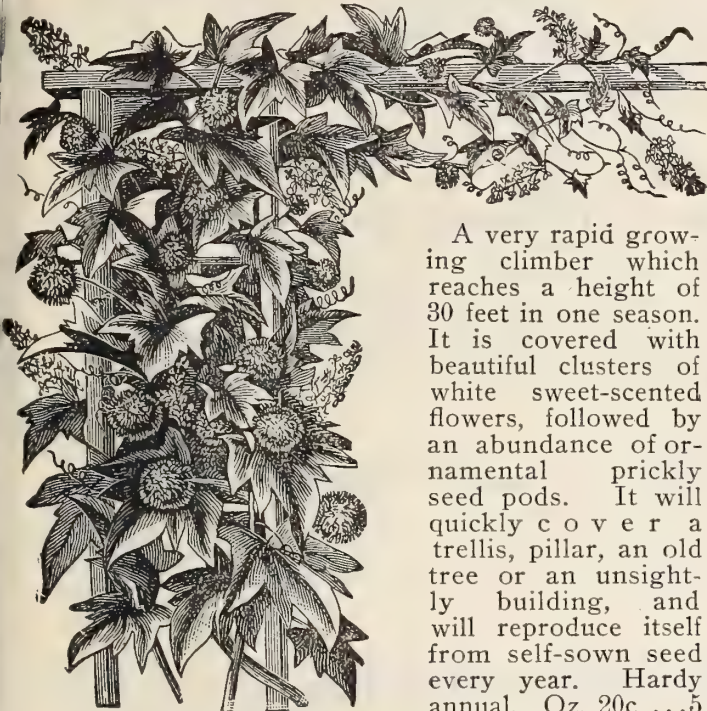 A very rapid grow-
ing climber which
reaches a height of
30 feet in one season.
It is covered with
beautiful clusters of
white sweet-scented
flowers, followed by
an abundance of or-
namental prickly
seed pods. It will
quickly cover a
trellis, pillar, an old
tree or an unsight-
ly building, and
will reproduce itself
from self-sown seed
every year. Hardy
annual. Oz. 20c....5